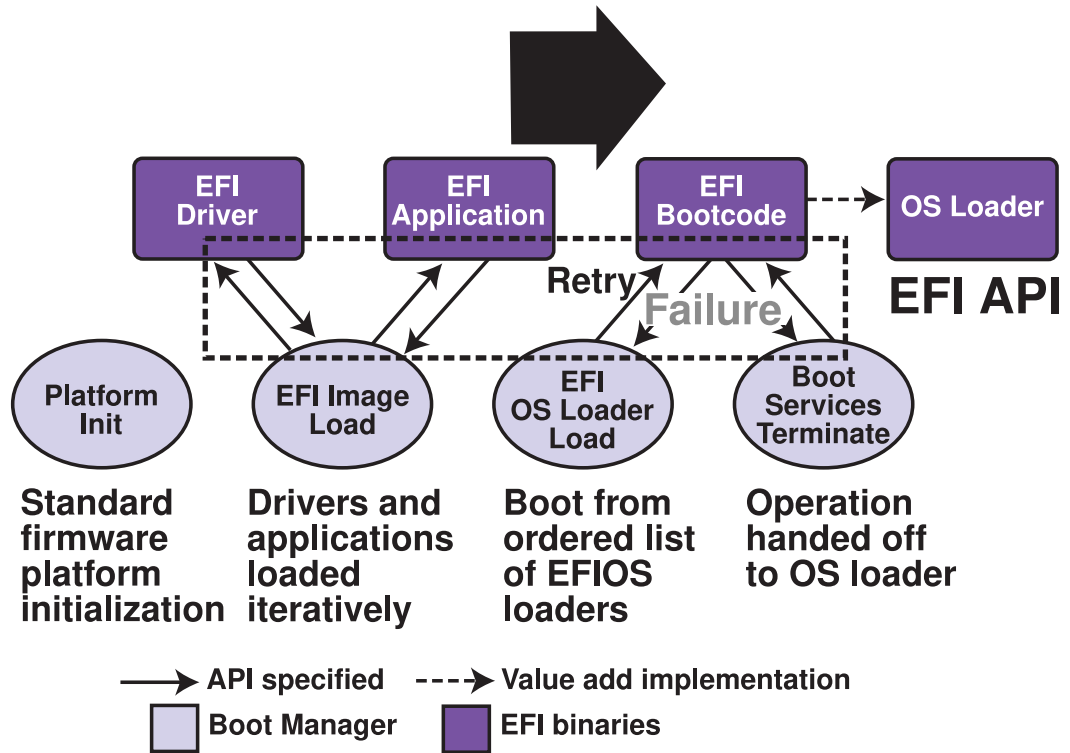 EFI
Driver
EFI
Application
EFI
Bootcode
OS Loader
Retry
Failure
EFI API
Platform
Init
EFI Image
Load
EFI
OS Loader
Load
Boot
Services
Terminate
Standard
firmware
platform
initialization
Drivers and
applications
loaded
iteratively
Boot from
ordered list
of EFIOS
loaders
Operation
handed off
to OS loader
API specified
Value add implementation
Boot Manager
EFI binaries